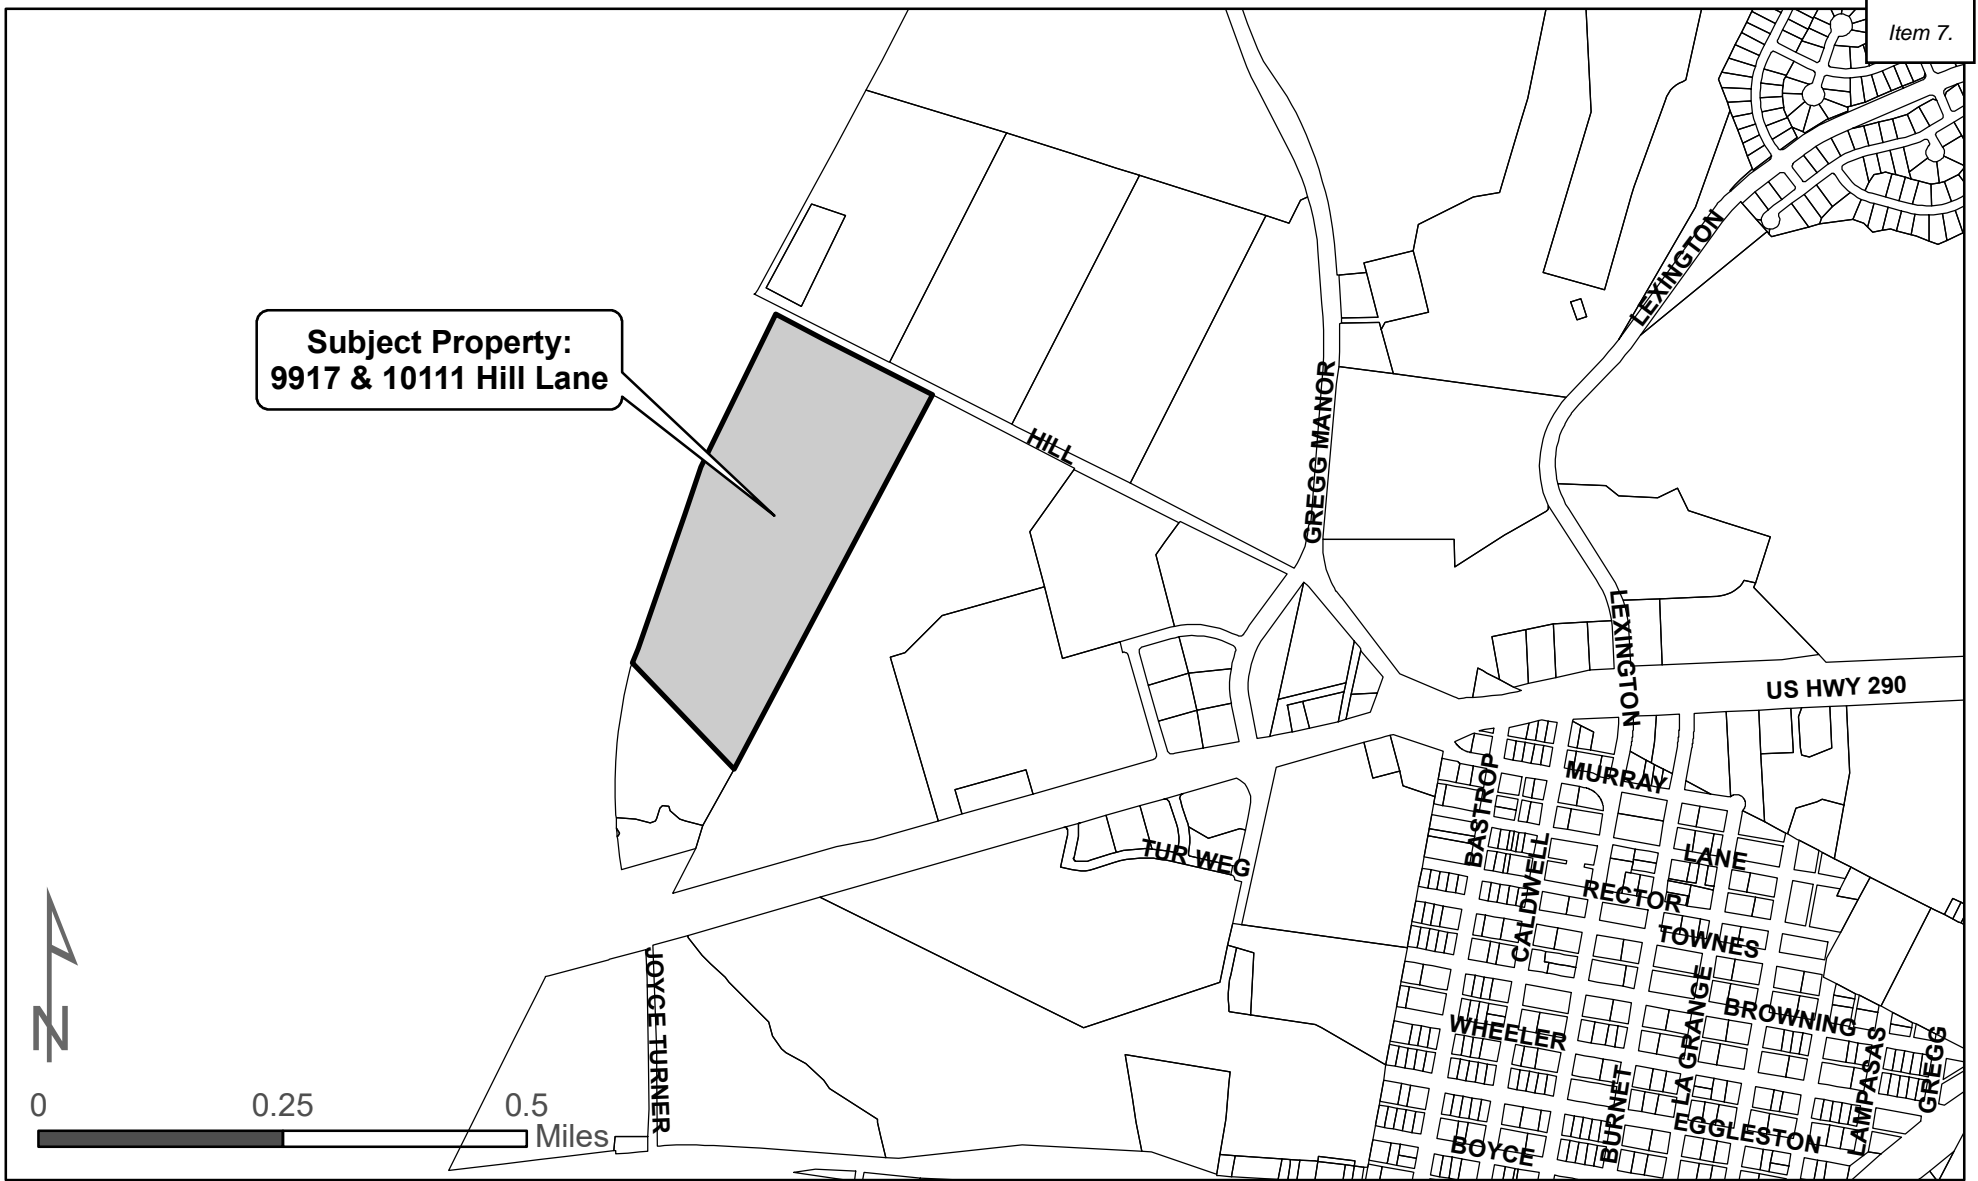 Item 7.
LEXINGTON
Subject Property:
9917 & 10111 Hill Lane
GREGG MANOR
HILL
LEXINGTON
US HWY 290
MURRAY
BASTROP
TUR WEG
CALDWELL
LANE
RECTOR
TOWNES
JOYCE TURNER
LA GRANGE
BROWNING
WHEELER
LAMPASAS
GREGG
BURNET
EGGLESTON
BOYCE
N
0 0.25 0.5
Miles